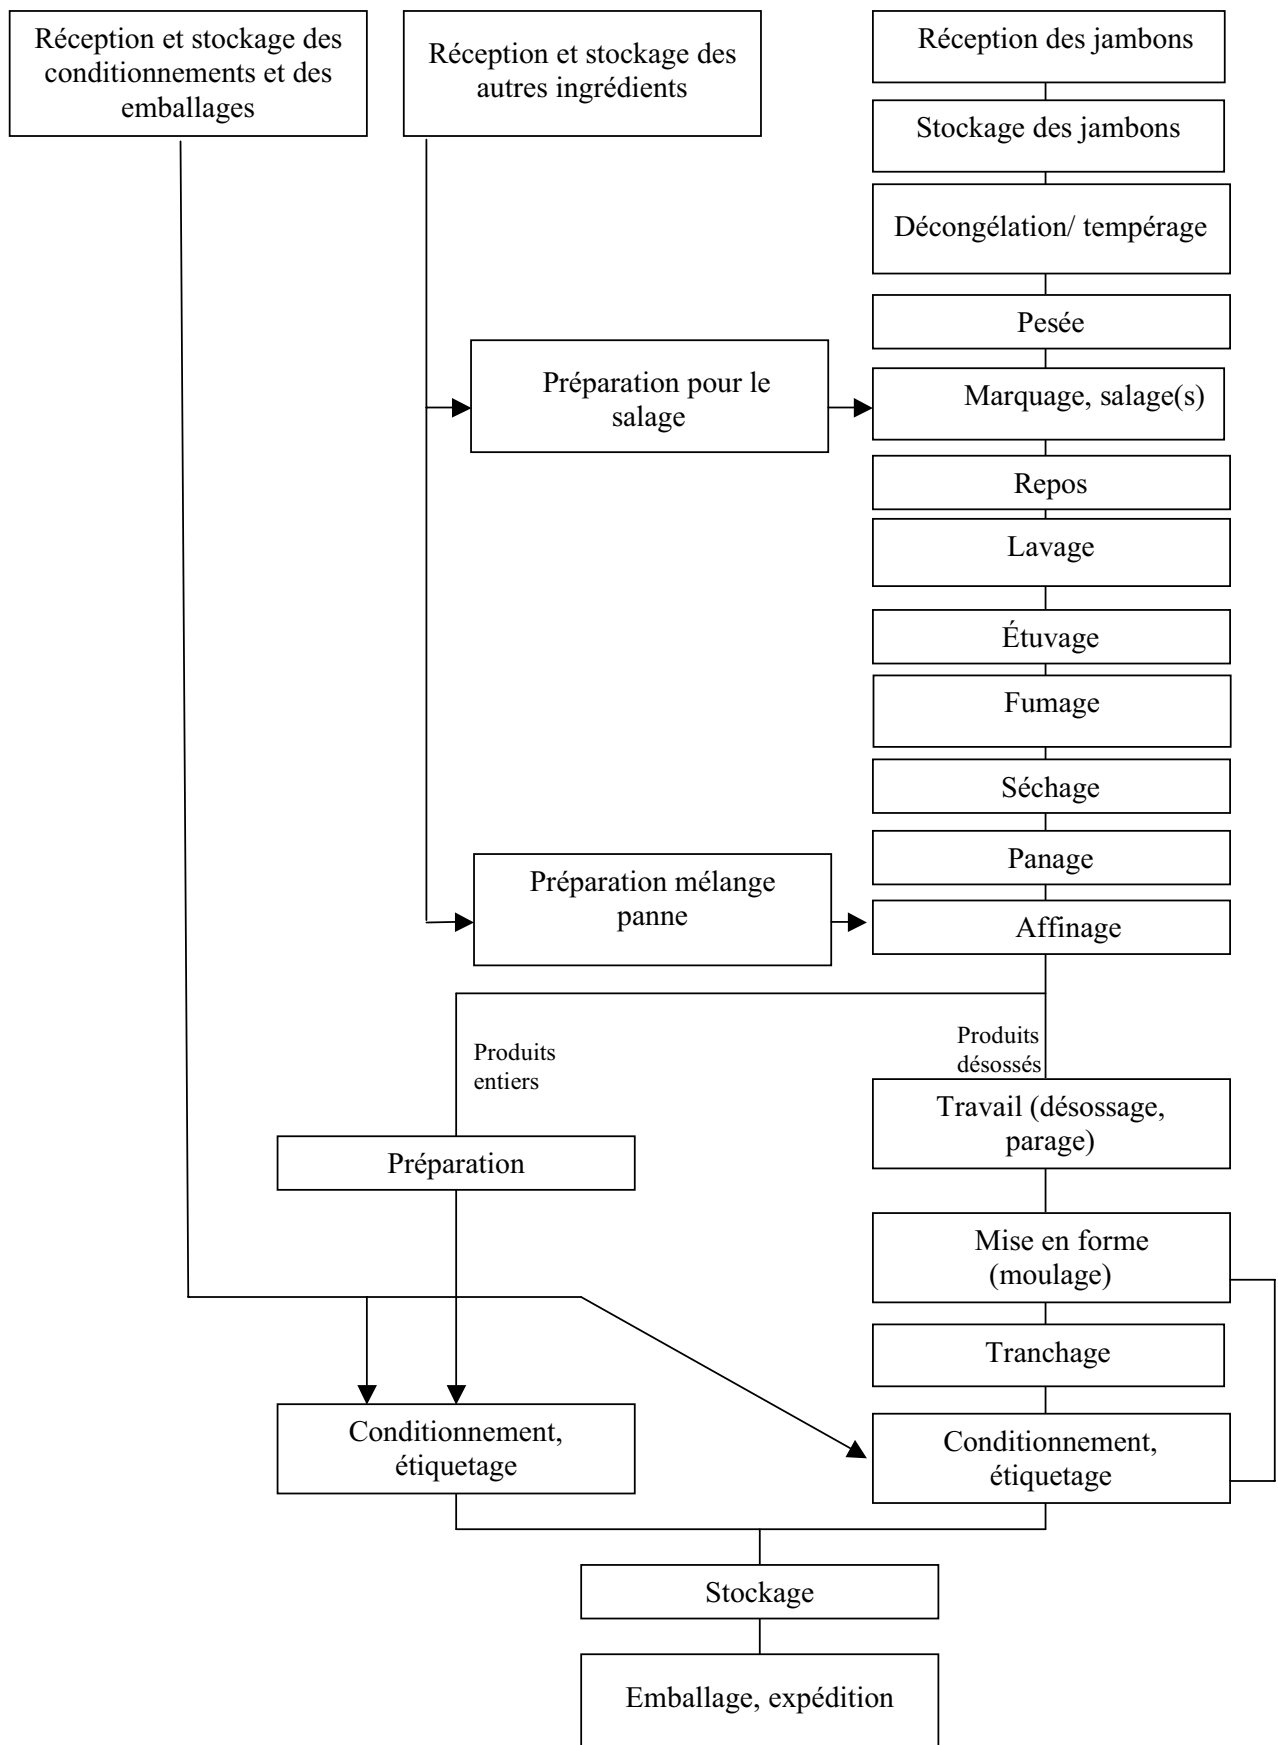 Réception et stockage des
conditionnements et des
emballages
Réception et stockage des
autres ingrédients
Réception des jambons
Stockage des jambons
Décongélation/ tempérage
Pesée
Préparation pour le
salage
Marquage, salage(s)
Repos
Lavage
Étuvage
Fumage
Séchage
Panage
Préparation mélange
panne
Affinage
Produits
entiers
Produits
désossés
Travail (désossage,
parage)
Préparation
Mise en forme
(moulage)
Tranchage
Conditionnement,
étiquetage
Conditionnement,
étiquetage
Stockage
Emballage, expédition